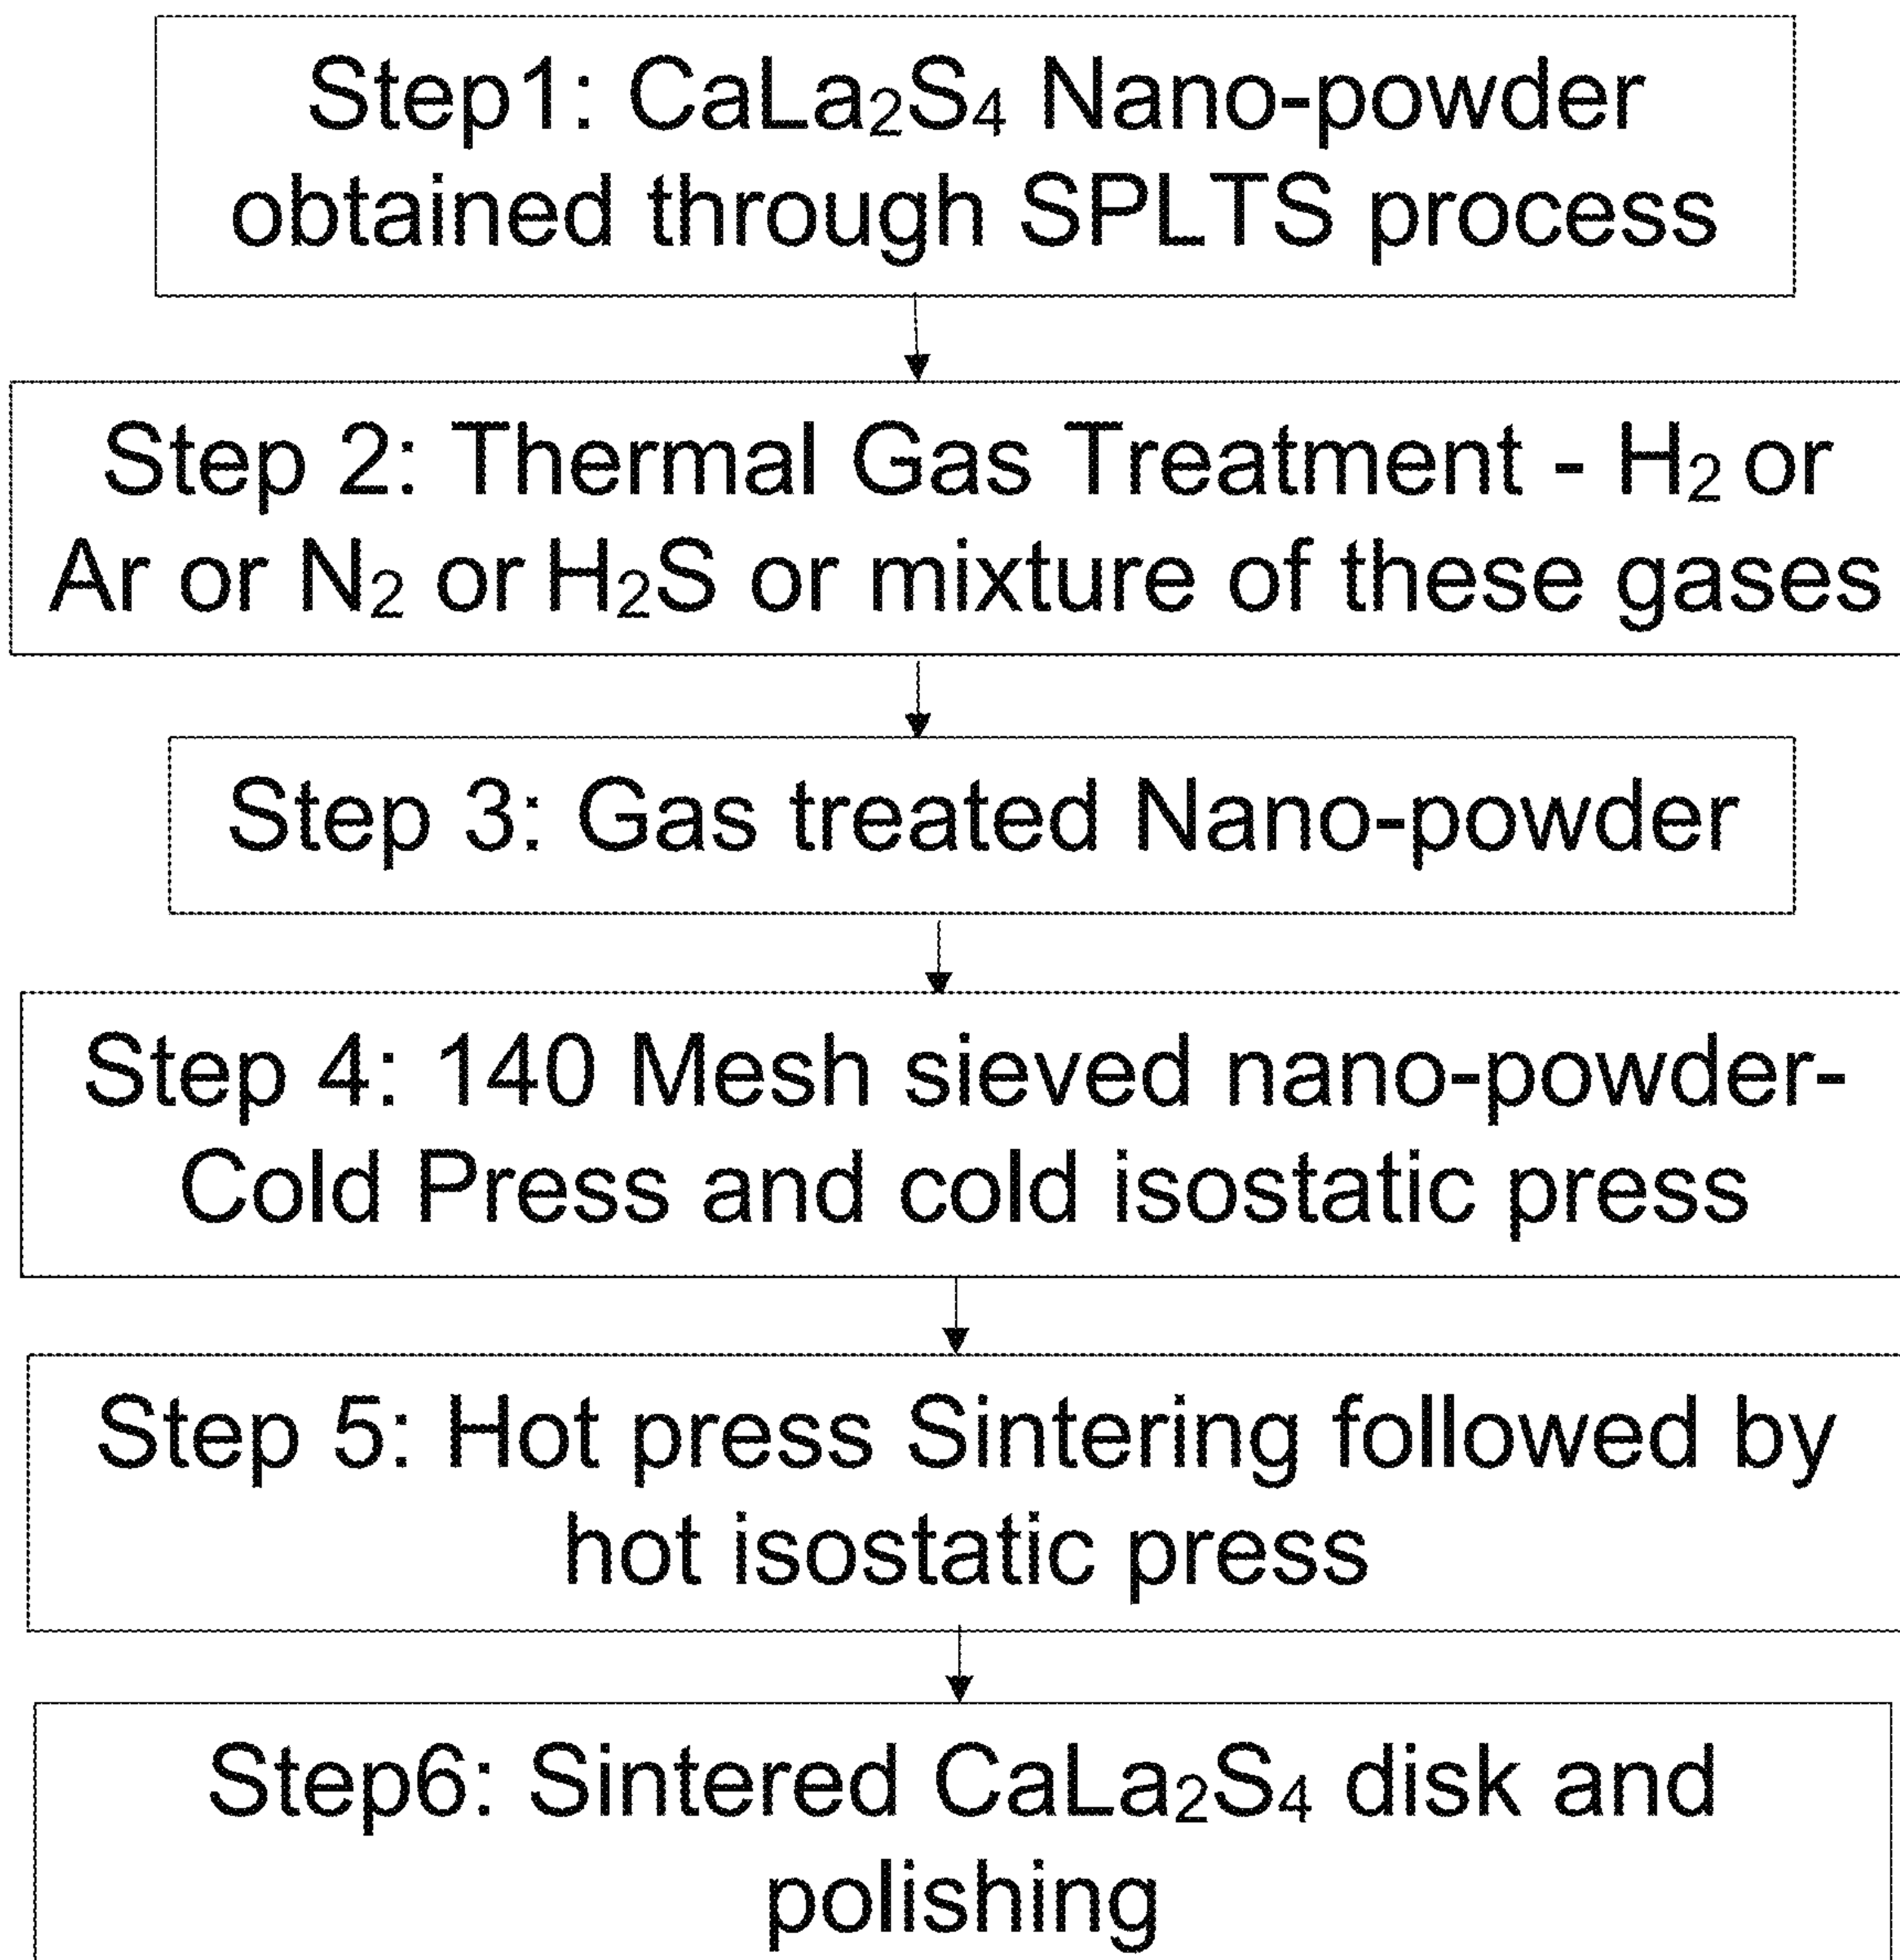 Step1: CaLa₂S₄ Nano-powder
obtained through SPLTS process
Step 2: Thermal Gas Treatment - H₂ or
Ar or N₂ or H₂S or mixture of these gases
Step 3: Gas treated Nano-powder
Step 4: 140 Mesh sieved nano-powder-
Cold Press and cold isostatic press
Step 5: Hot press Sintering followed by
hot isostatic press
Step6: Sintered CaLa₂S₄ disk and
polishing